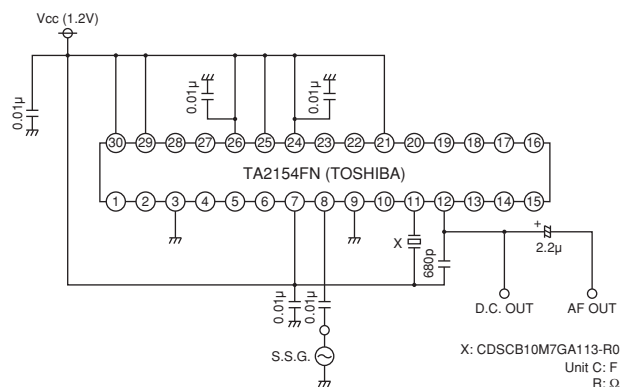 Vcc (1.2V)
0.01μ
0.01μ
0.01μ
30 29 28 27 26 25 24 23 22 21 20 19 18 17 16
TA2154FN (TOSHIBA)
1 2 3 4 5 6 7 8 9 10 11 12 13 14 15
X
680p
+
2.2μ
0.01μ
0.01μ
D.C. OUT
AF OUT
S.S.G.
X: CDSCB10M7GA113-R0
Unit C: F
R: Ω